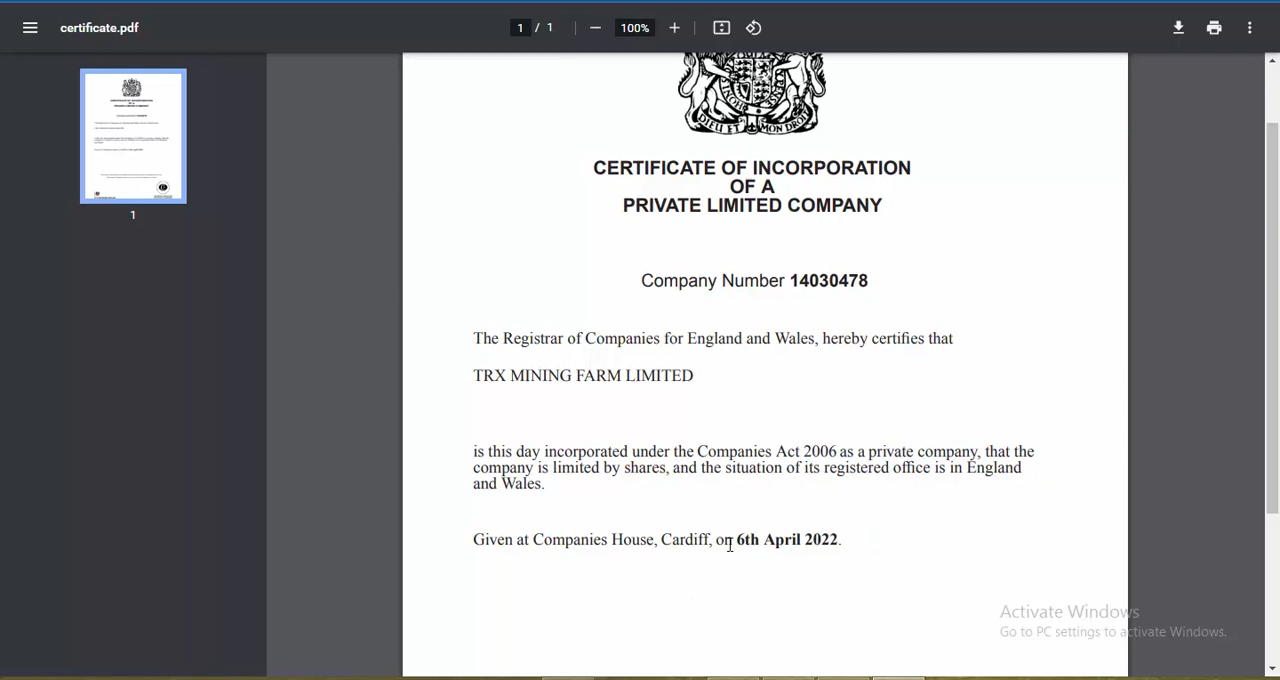 certificate.pdf
1 / 1
100%
1
DIEU ET MON DROIT
CERTIFICATE OF INCORPORATION
OF A
PRIVATE LIMITED COMPANY
Company Number 14030478
The Registrar of Companies for England and Wales, hereby certifies that
TRX MINING FARM LIMITED
is this day incorporated under the Companies Act 2006 as a private company, that the
company is limited by shares, and the situation of its registered office is in England
and Wales.
Given at Companies House, Cardiff, on 6th April 2022.
Activate Windows
Go to PC settings to activate Windows.